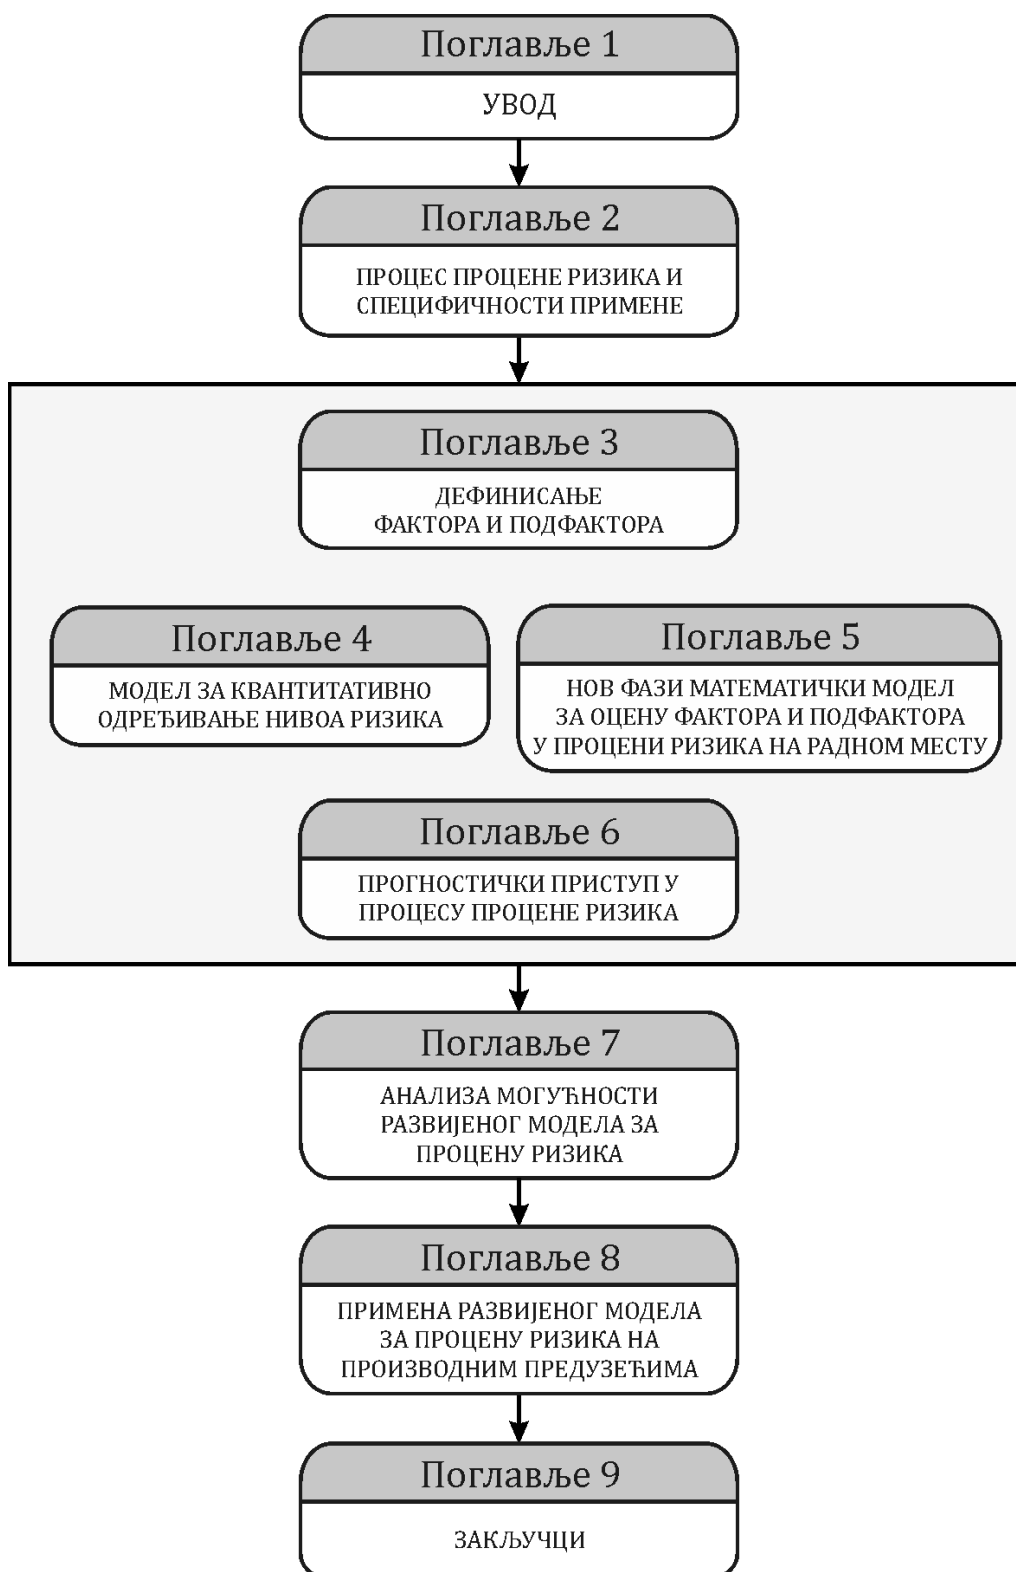 Поглавље 1
УВОД
Поглавље 2
ПРОЦЕС ПРОЦЕНЕ РИЗИКА И
СПЕЦИФИЧНОСТИ ПРИМЕНЕ
Поглавље 3
ДЕФИНИСАЊЕ
ФАКТОРА И ПОДФАКТОРА
Поглавље 4
МОДЕЛ ЗА КВАНТИТАТИВНО
ОДРЕЂИВАЊЕ НИВОА РИЗИКА
Поглавље 5
НОВ ФАЗИ МАТЕМАТИЧКИ МОДЕЛ
ЗА ОЦЕНУ ФАКТОРА И ПОДФАКТОРА
У ПРОЦЕНИ РИЗИКА НА РАДНОМ МЕСТУ
Поглавље 6
ПРОГНОСТИЧКИ ПРИСТУП У
ПРОЦЕСУ ПРОЦЕНЕ РИЗИКА
Поглавље 7
АНАЛИЗА МОГУЋНОСТИ
РАЗВИЈЕНОГ МОДЕЛА ЗА
ПРОЦЕНУ РИЗИКА
Поглавље 8
ПРИМЕНА РАЗВИЈЕНОГ МОДЕЛА
ЗА ПРОЦЕНУ РИЗИКА НА
ПРОИЗВОДНИМ ПРЕДУЗЕЋИМА
Поглавље 9
ЗАКЉУЧЦИ